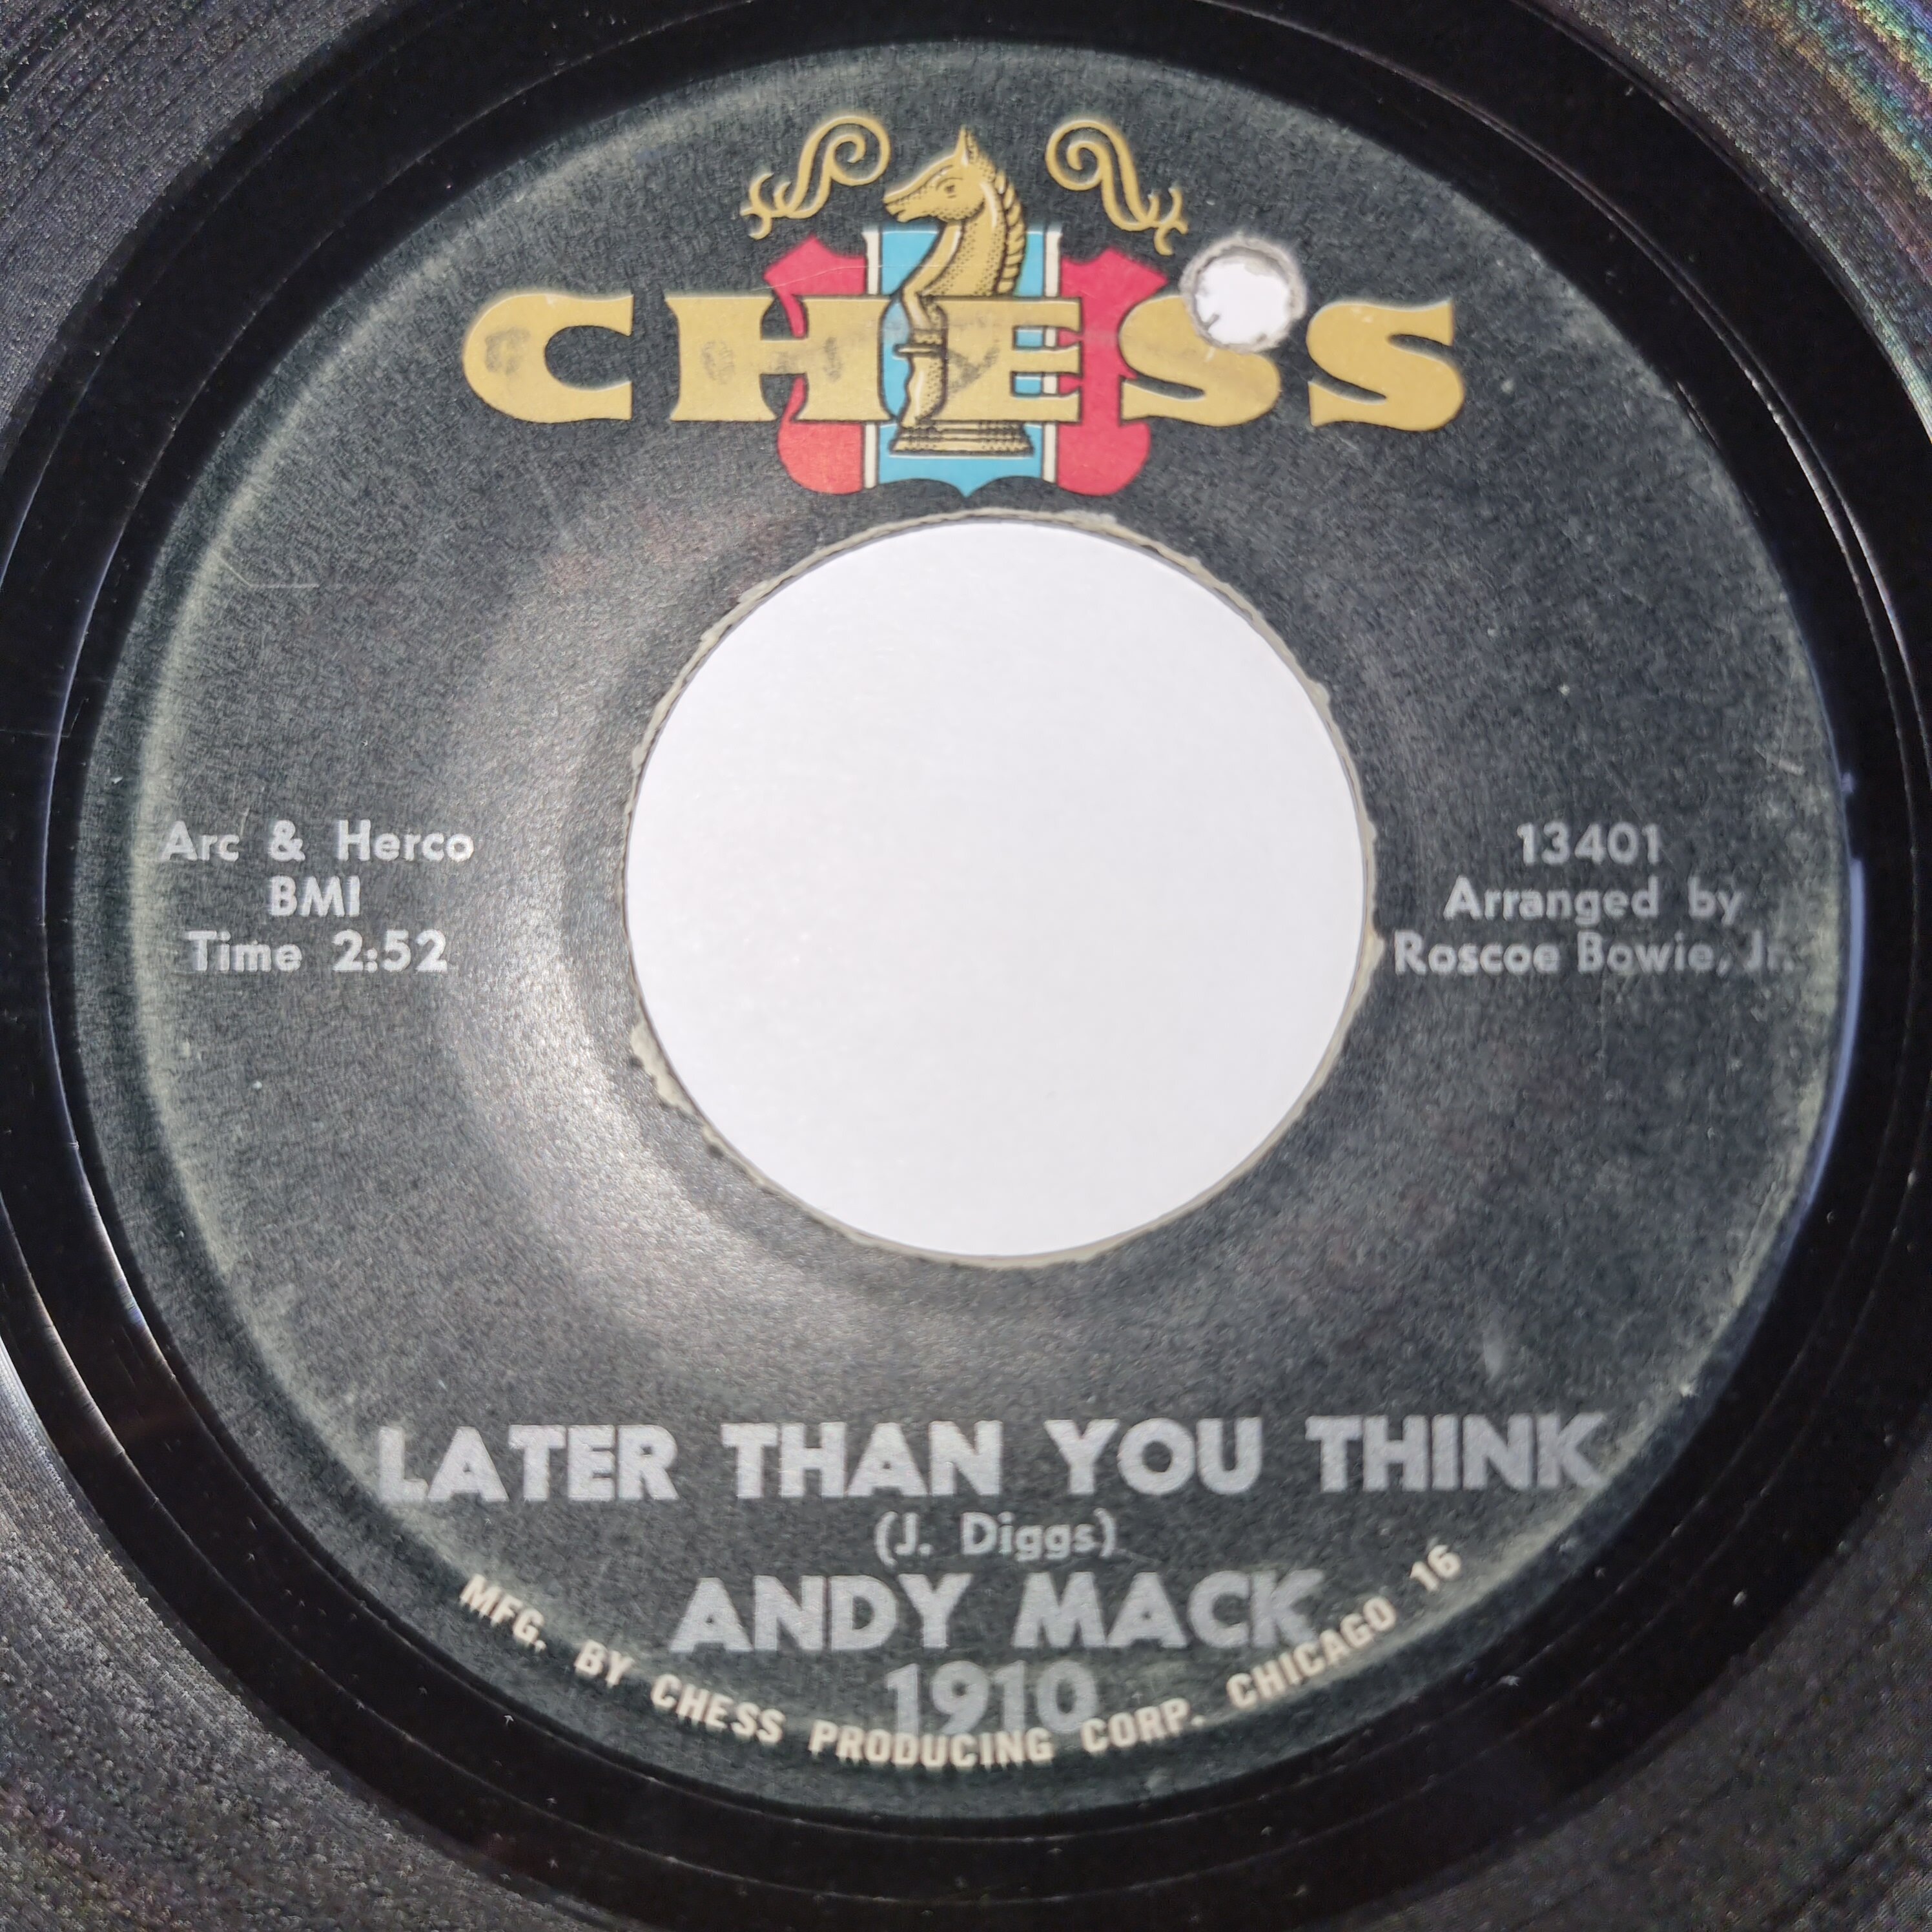 CHESS
Arc & Herco
BMI
Time 2:52
13401
Arranged by
Roscoe Bowie, Jr.
LATER THAN YOU THINK
(J. Diggs)
ANDY MACK
1910
MFG. BY CHESS PRODUCING CORP. CHICAGO 16